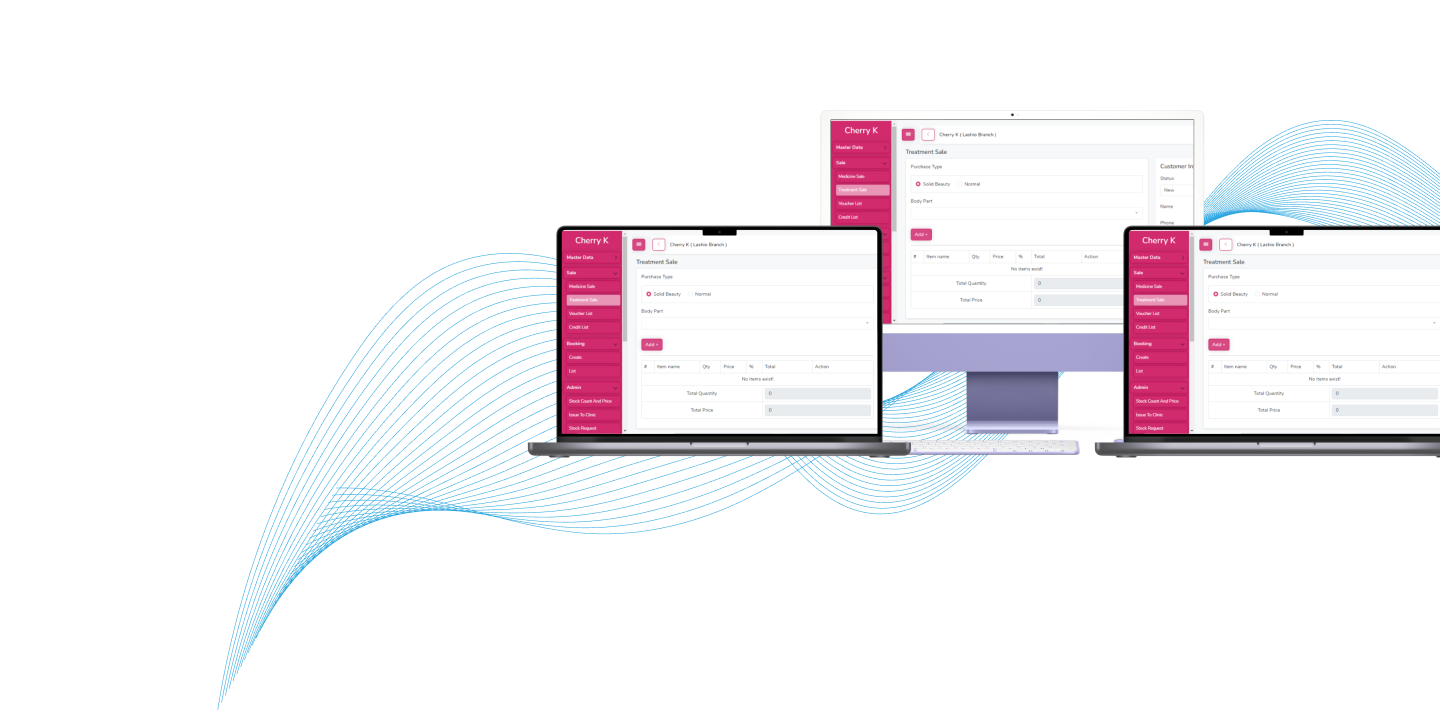 Cherry K
Cherry K ( Lashio Branch )
Master Data
Treatment Sale
Sale
Purchase Type
Customer In
Medicine Sale
Status
Treatment Sale
Solid Beauty
Normal
New
Voucher List
Body Part
Name
Credit List
Phone
Add +
# Item name Qty Price % Total Action
No items exist!
Total Quantity 0
Total Price 0
Cherry K
Cherry K ( Lashio Branch )
Master Data
Treatment Sale
Sale
Purchase Type
Medicine Sale
Treatment Sale
Solid Beauty
Normal
Voucher List
Body Part
Credit List
Booking
Add +
Create
# Item name Qty Price % Total Action
List
No items exist!
Admin
Total Quantity 0
Stock Count And Price
Total Price 0
Issue To Clinic
Stock Request
Cherry K
Cherry K ( Lashio Branch )
Master Data
Treatment Sale
Sale
Purchase Type
Medicine Sale
Treatment Sale
Solid Beauty
Normal
Voucher List
Body Part
Credit List
Booking
Add +
Create
# Item name Qty Price % Total Action
List
No items exist!
Admin
Total Quantity 0
Stock Count And Price
Total Price 0
Issue To Clinic
Stock Request